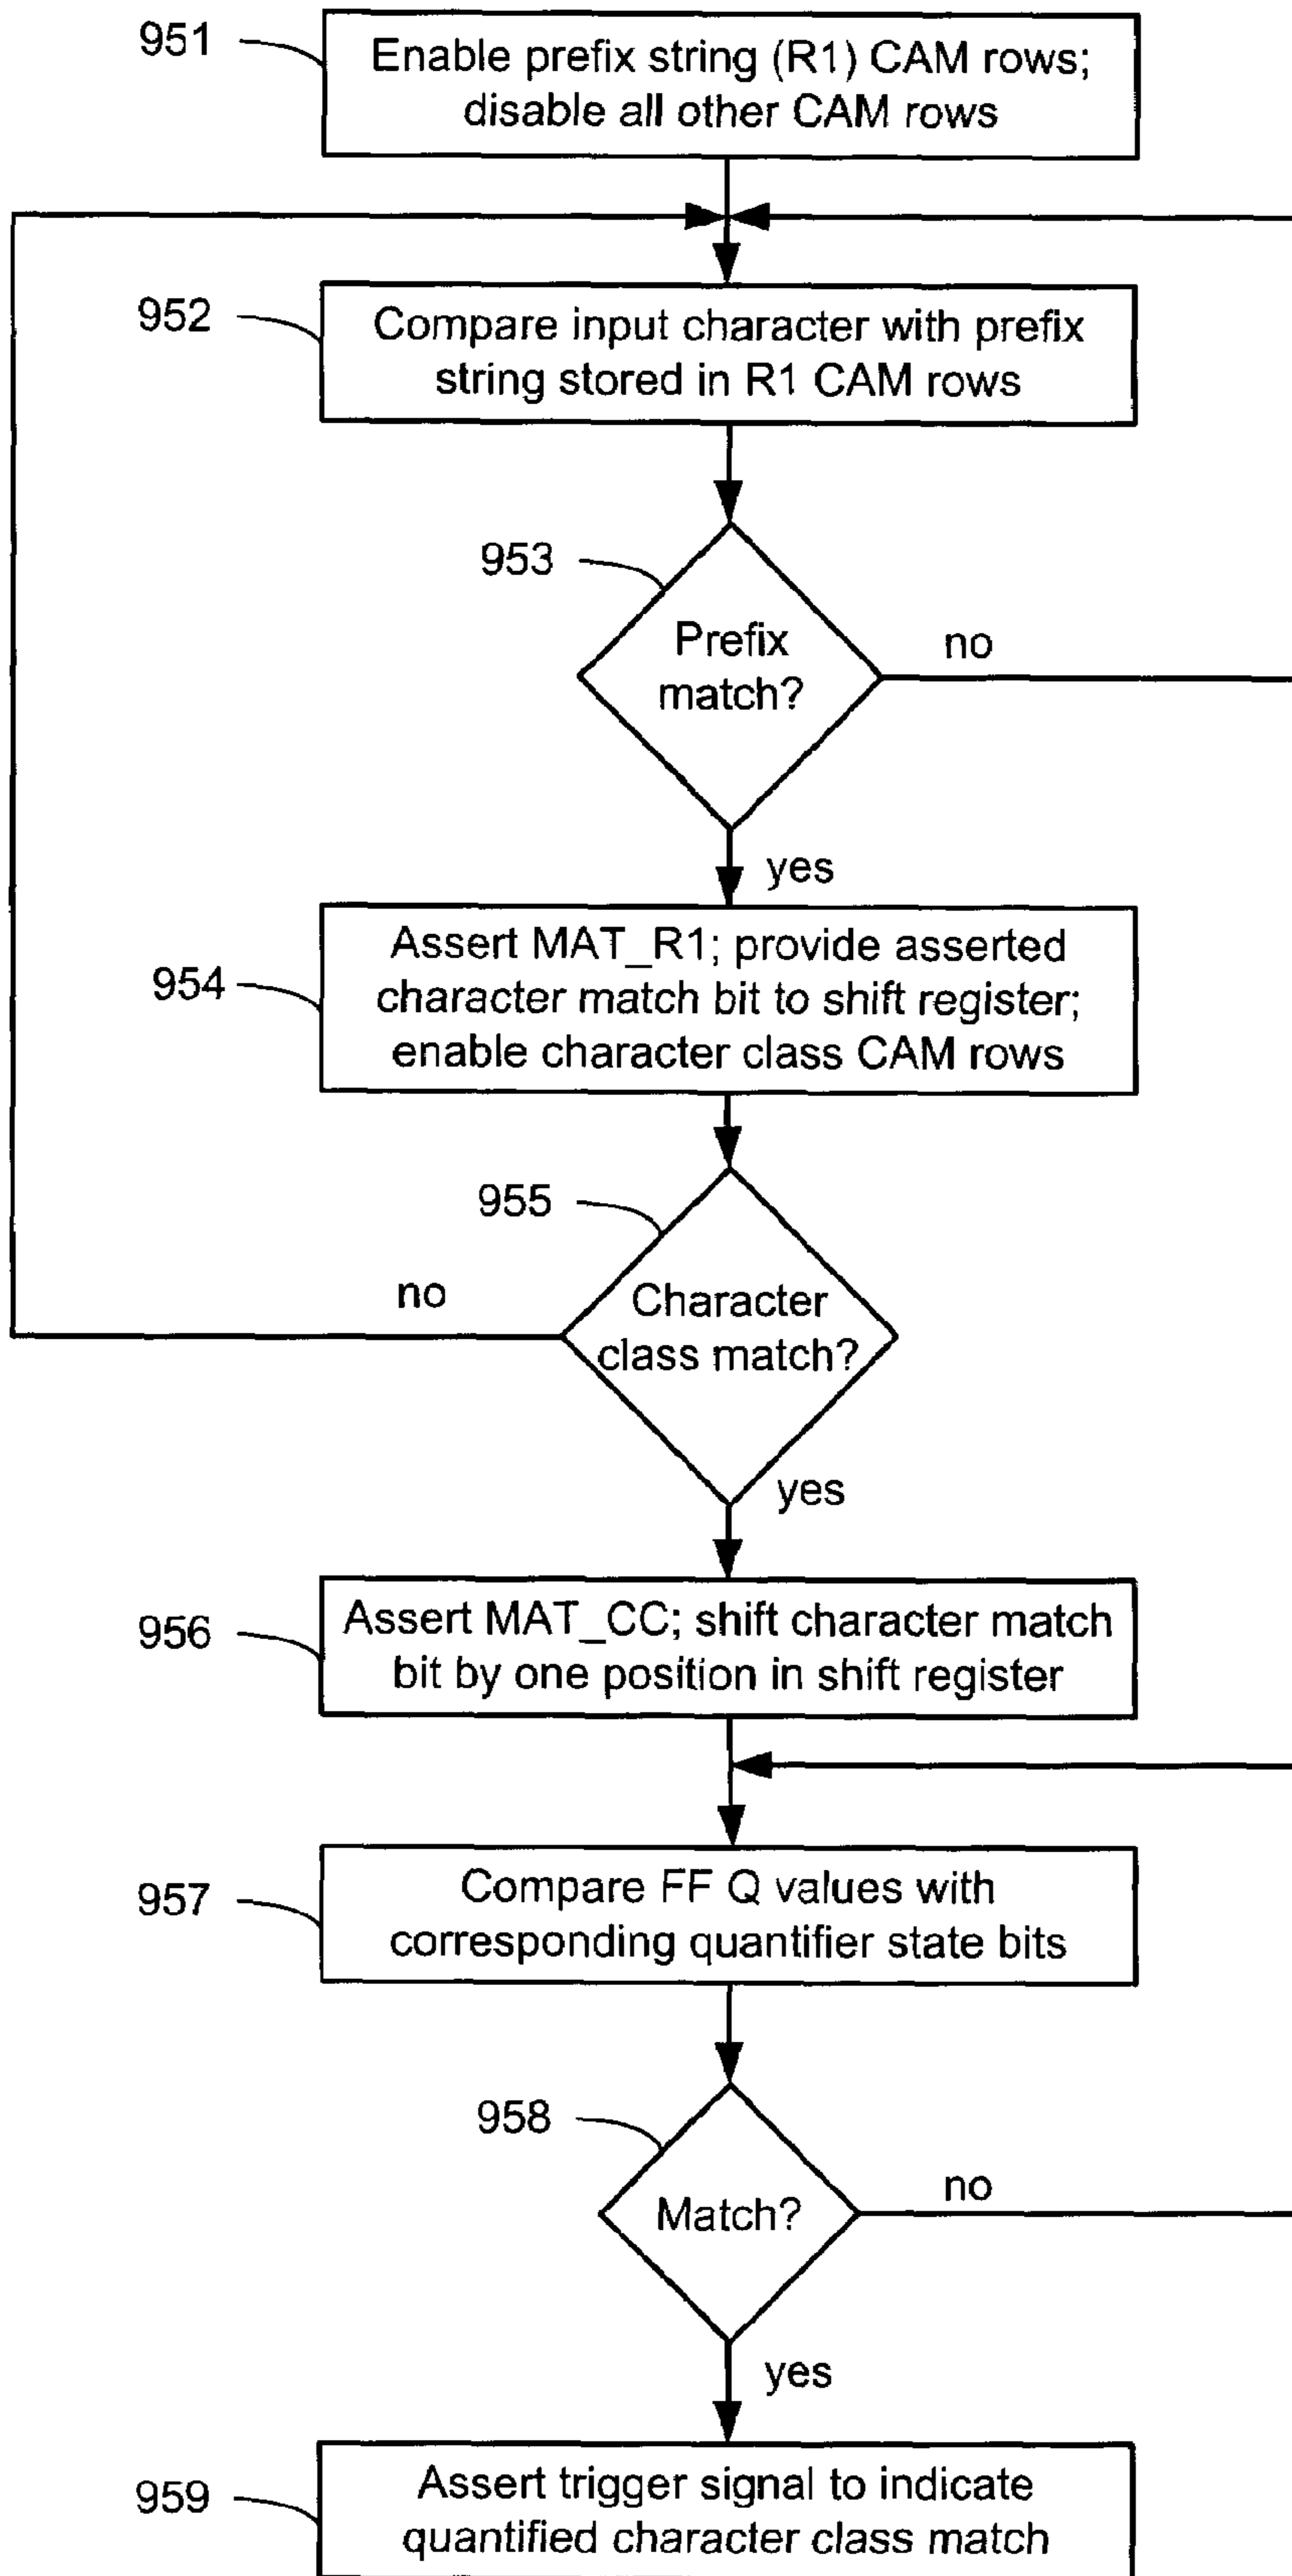 951
Enable prefix string (R1) CAM rows;
disable all other CAM rows
952
Compare input character with prefix
string stored in R1 CAM rows
953
Prefix
match?
no
yes
954
Assert MAT_R1; provide asserted
character match bit to shift register;
enable character class CAM rows
955
no
Character
class match?
yes
956
Assert MAT_CC; shift character match
bit by one position in shift register
957
Compare FF Q values with
corresponding quantifier state bits
958
Match?
no
yes
959
Assert trigger signal to indicate
quantified character class match